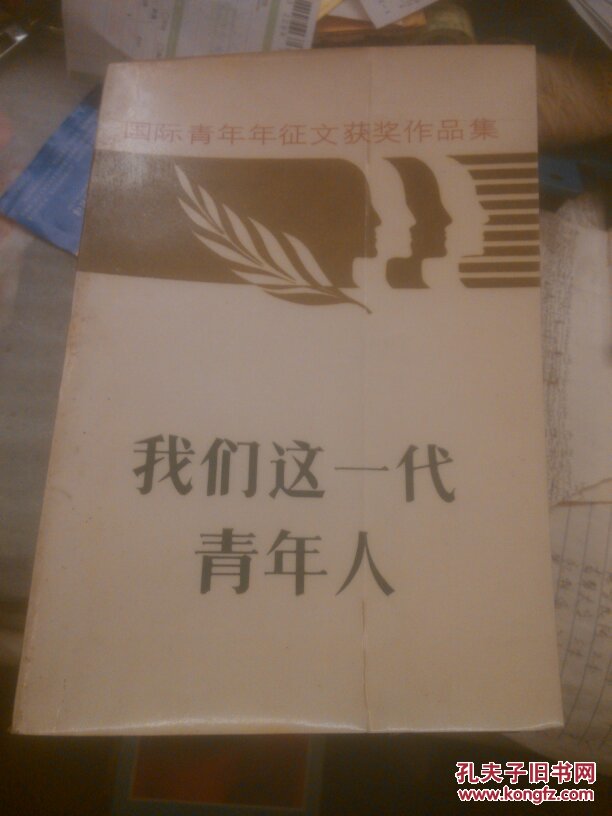 国际青年年征文获奖作品集
我们这一代
青年人
孔夫子旧书网
www.kongfz.com